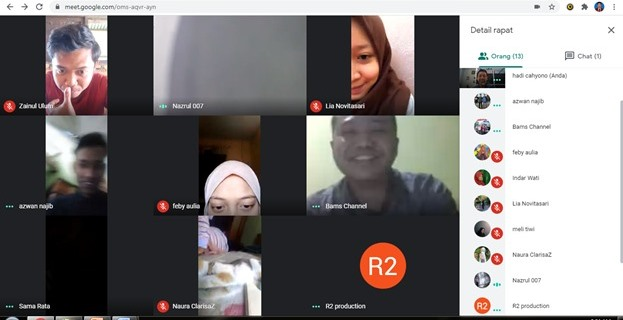 meet.google.com/oms-aqvr-ayn
Detail rapat
Orang (13)
Chat (1)
hadi cahyono (Anda)
azwan najib
Bams Channel
feby aulia
Indar Wati
Lia Novitasari
meli tiwi
Naura ClarisaZ
Nazrul 007
R2
R2 production
Zainul Ulum
Nazrul 007
Lia Novitasari
azwan najib
feby aulia
Bams Channel
R2
Sama Rata
Naura ClarisaZ
R2 production